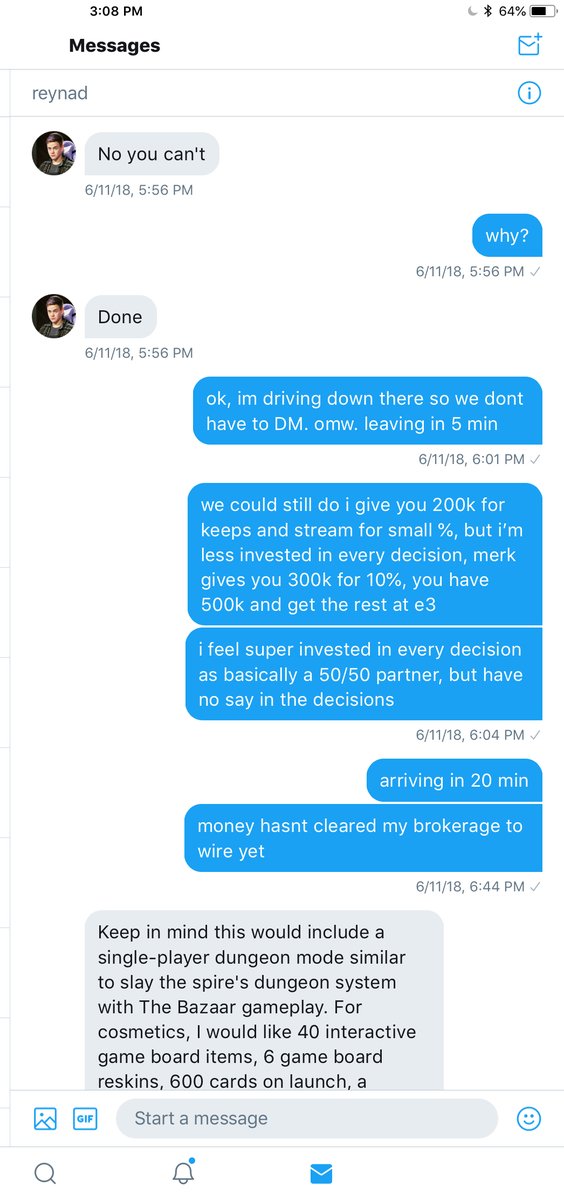 3:08 PM
64%
Messages
reynad
No you can't
6/11/18, 5:56 PM
why?
6/11/18, 5:56 PM ✓
Done
6/11/18, 5:56 PM
ok, im driving down there so we dont
have to DM. omw. leaving in 5 min
6/11/18, 6:01 PM ✓
we could still do i give you 200k for
keeps and stream for small %, but i’m
less invested in every decision, merk
gives you 300k for 10%, you have
500k and get the rest at e3
i feel super invested in every decision
as basically a 50/50 partner, but have
no say in the decisions
6/11/18, 6:04 PM ✓
arriving in 20 min
money hasnt cleared my brokerage to
wire yet
6/11/18, 6:44 PM ✓
Keep in mind this would include a
single-player dungeon mode similar
to slay the spire's dungeon system
with The Bazaar gameplay. For
cosmetics, I would like 40 interactive
game board items, 6 game board
reskins, 600 cards on launch, a
GIF
Start a message